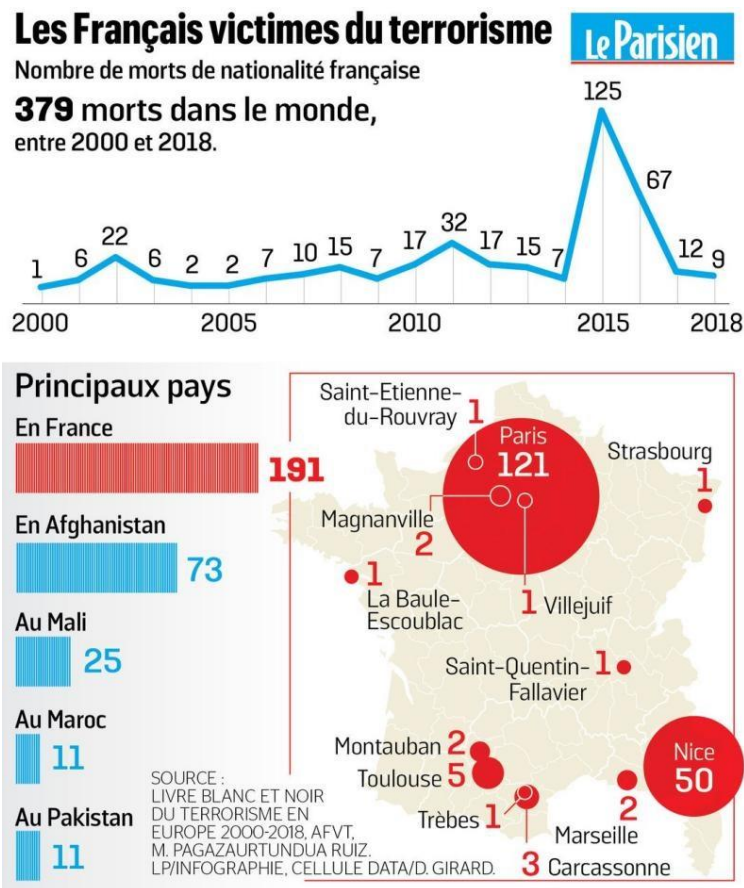 Les Français victimes du terrorisme
Le Parisien
Nombre de morts de nationalité française
379 morts dans le monde,
entre 2000 et 2018.
1
6
22
6
2
2
7
10
15
7
17
32
17
15
7
125
67
12
9
2000
2005
2010
2015
2018
Principaux pays
En France
191
En Afghanistan
73
Au Mali
25
Au Maroc
11
Au Pakistan
11
Saint-Etienne-
du-Rouvray 1
Paris
121
Strasbourg
1
Magnanville
2
1 Villejuif
1
La Baule-
Escoublac
Saint-Quentin-
Fallavier
1
Montauban 2
Toulouse 5
Trèbes 1
3 Carcassonne
2
Marseille
Nice
50
SOURCE :
LIVRE BLANC ET NOIR
DU TERRORISME EN
EUROPE 2000-2018, AFVT,
M. PAGAZAURTUNDUA RUIZ.
LP/INFOGRAPHIE, CELLULE DATA/D. GIRARD.